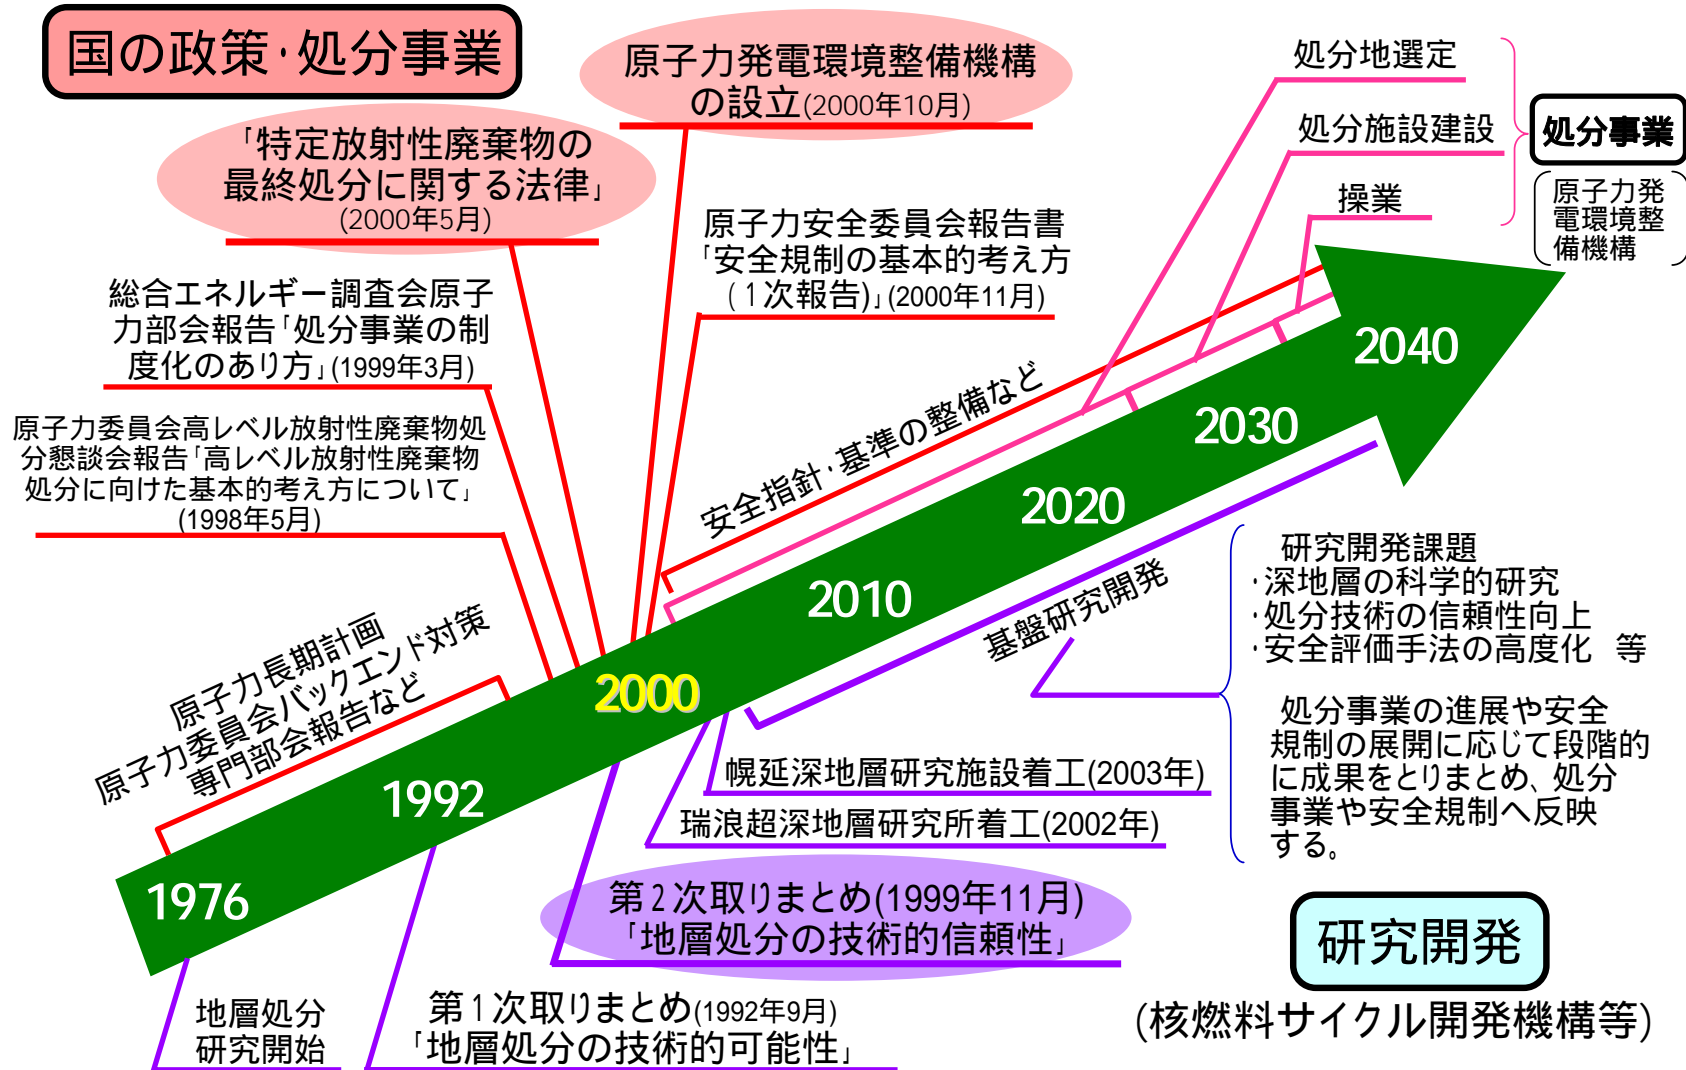 国の政策・処分事業
原子力発電環境整備機構
の設立(2000年10月)
「特定放射性廃棄物の
最終処分に関する法律」
(2000年5月)
原子力安全委員会報告書
「安全規制の基本的考え方
(1次報告)」(2000年11月)
総合エネルギー調査会原子
力部会報告「処分事業の制
度化のあり方」(1999年3月)
原子力委員会高レベル放射性廃棄物処
分懇談会報告「高レベル放射性廃棄物
処分に向けた基本的考え方について」
(1998年5月)
原子力長期計画
原子力委員会バックエンド対策
専門部会報告など
安全指針・基準の整備など
処分地選定
処分施設建設
操業
処分事業
原子力発
電環境整
備機構
1976
1992
2000
2010
2020
2030
2040
基盤研究開発
研究開発課題
・深地層の科学的研究
・処分技術の信頼性向上
・安全評価手法の高度化 等
処分事業の進展や安全
規制の展開に応じて段階的
に成果をとりまとめ、処分
事業や安全規制へ反映
する。
幌延深地層研究施設着工(2003年)
瑞浪超深地層研究所着工(2002年)
第2次取りまとめ(1999年11月)
「地層処分の技術的信頼性」
第1次取りまとめ(1992年9月)
「地層処分の技術的可能性」
地層処分
研究開始
研究開発
(核燃料サイクル開発機構等)